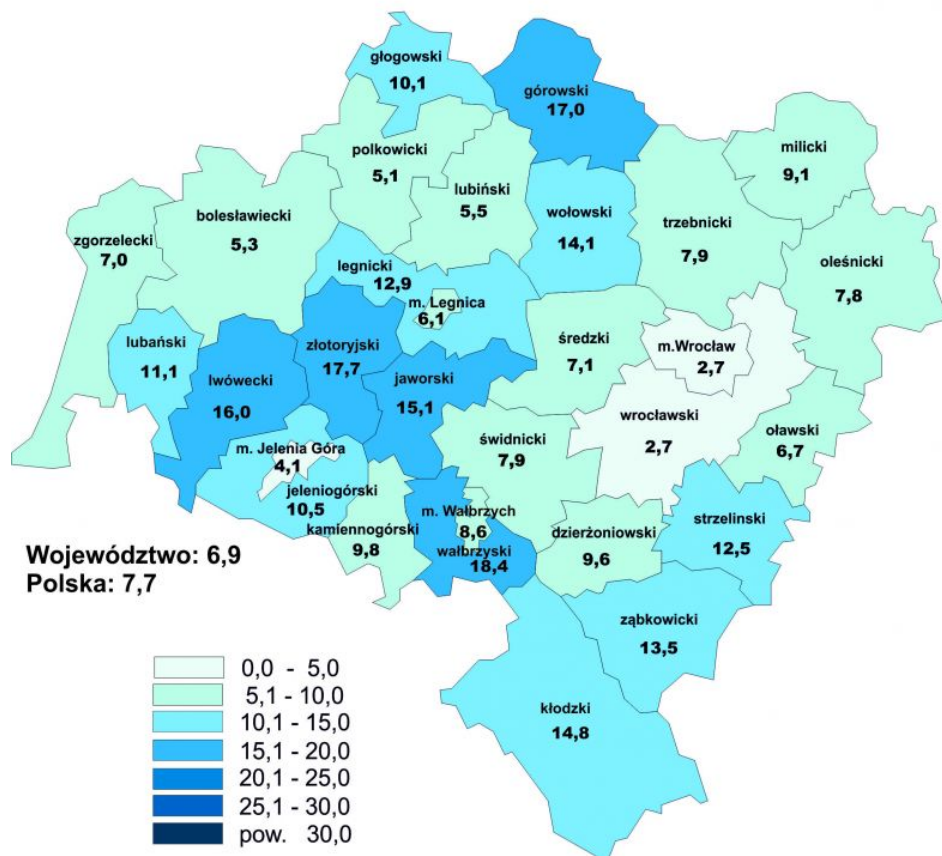 głogowski
10,1
górowski
17,0
milicki
9,1
polkowicki
5,1
lubiński
5,5
wołowski
14,1
trzebnicki
7,9
bolesławiecki
5,3
zgorzelecki
7,0
oleśnicki
7,8
legnicki
12,9
m. Legnica
6,1
lubański
11,1
złotoryjski
17,7
średzki
7,1
m.Wrocław
2,7
lwówecki
16,0
jaworski
15,1
wrocławski
2,7
oławski
6,7
świdnicki
7,9
m. Jelenia Góra
4,1
jeleniogórski
10,5
m. Wałbrzych
8,6
strzelinski
12,5
kamiennogórski
9,8
dzierżoniowski
9,6
wałbrzyski
18,4
Województwo: 6,9
Polska: 7,7
ząbkowicki
13,5
kłodzki
14,8
0,0 - 5,0
5,1 - 10,0
10,1 - 15,0
15,1 - 20,0
20,1 - 25,0
25,1 - 30,0
pow. 30,0